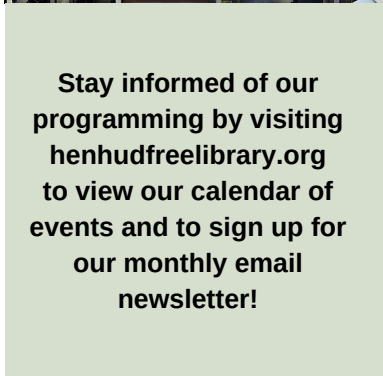 Stay informed of our
programming by visiting
henhudfreelibrary.org
to view our calendar of
events and to sign up for
our monthly email
newsletter!